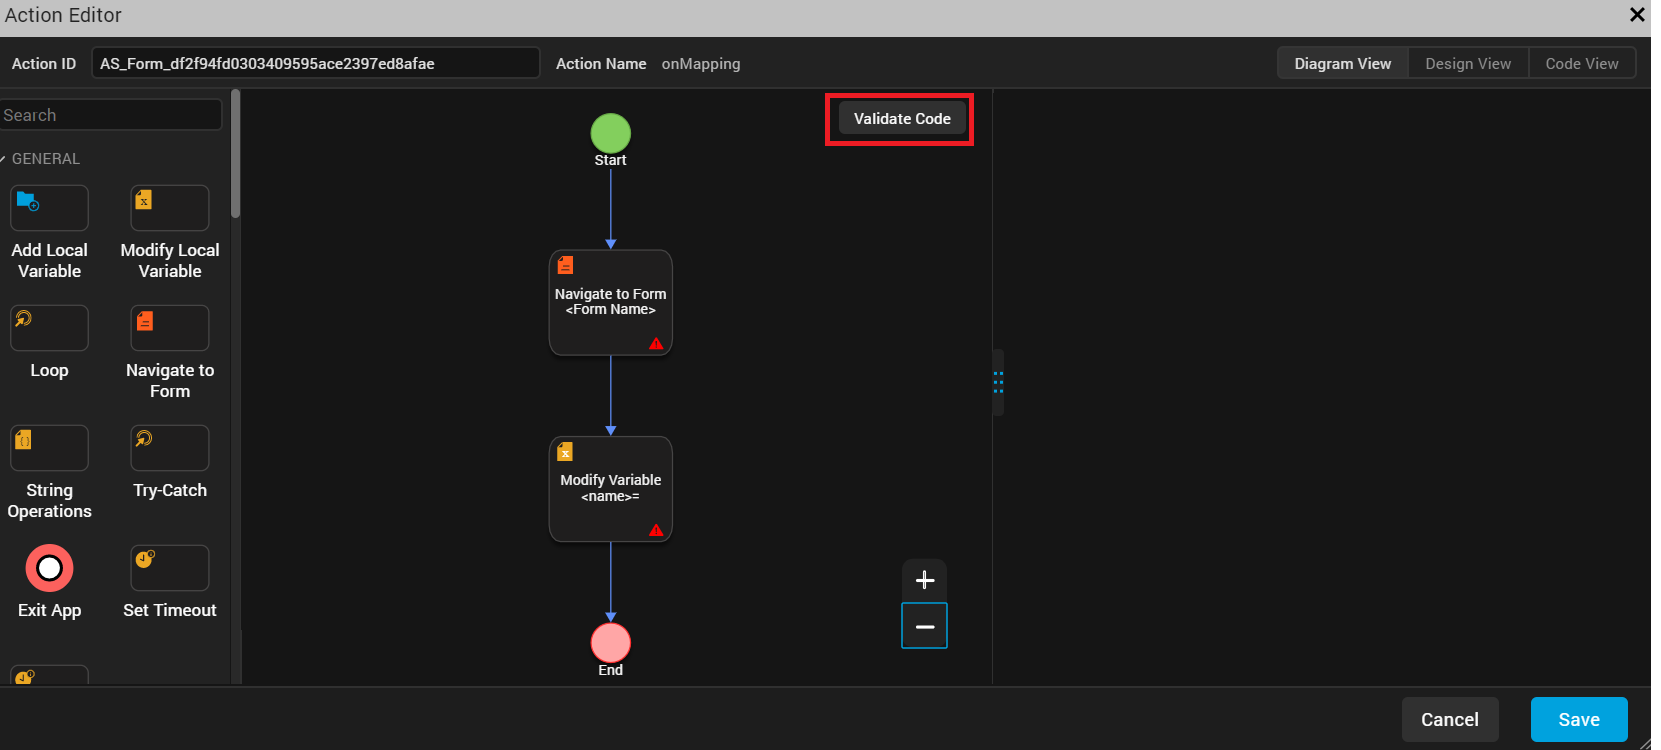 Action Editor
Action ID
AS_Form_df2f94fd0303409595ace2397ed8afae
Action Name
onMapping
Diagram View
Design View
Code View
Search
GENERAL
Add Local
Variable
Modify Local
Variable
Loop
Navigate to
Form
String
Operations
Try-Catch
Exit App
Set Timeout
Validate Code
Start
Navigate to Form
<Form Name>
Modify Variable
<name>=
End
Cancel
Save